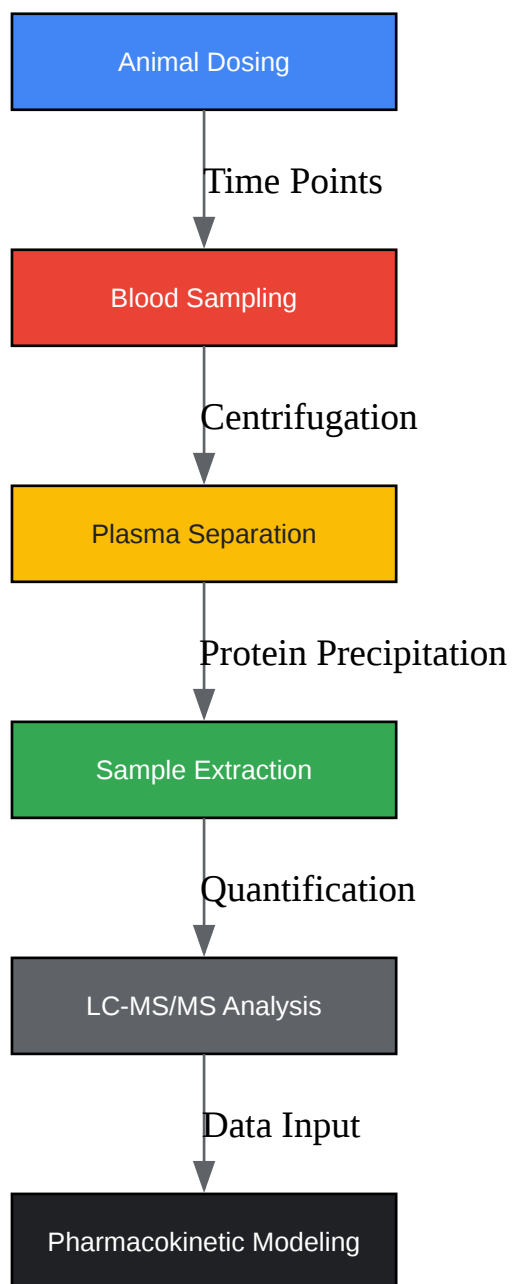 Animal Dosing
Time Points
Blood Sampling
Centrifugation
Plasma Separation
Protein Precipitation
Sample Extraction
Quantification
LC-MS/MS Analysis
Data Input
Pharmacokinetic Modeling